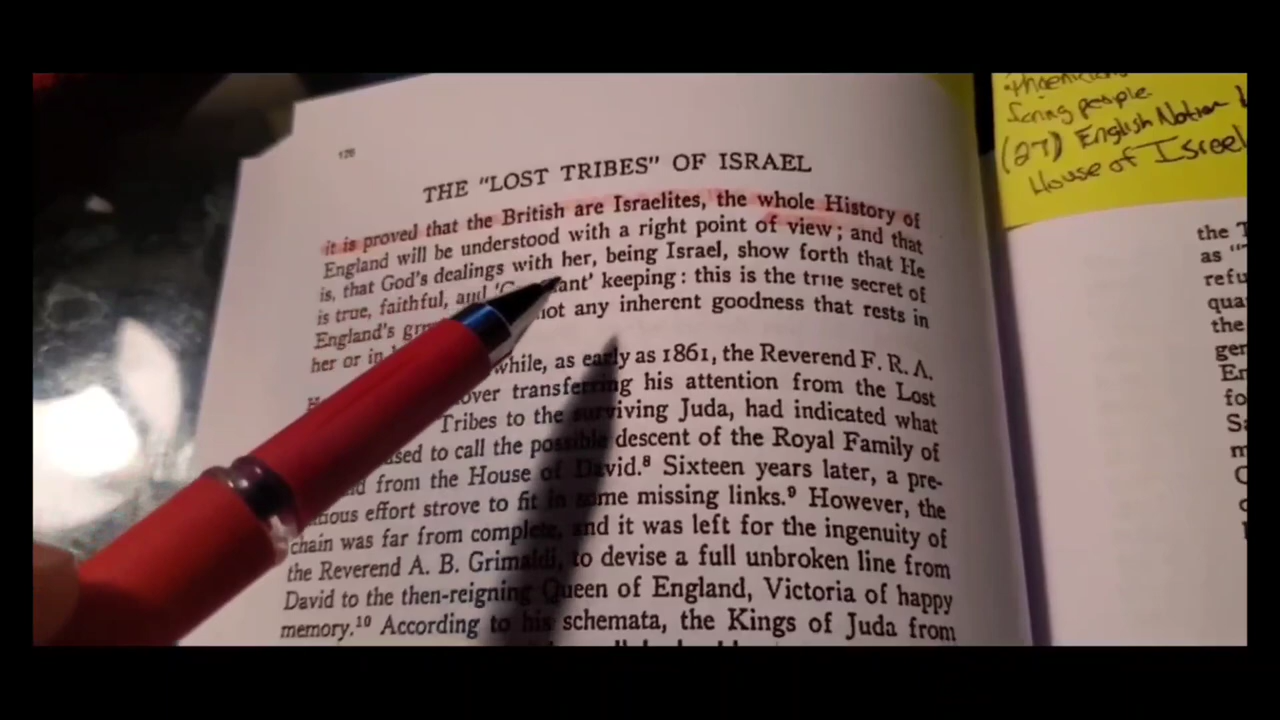 126
THE "LOST TRIBES" OF ISRAEL
it is proved that the British are Israelites, the whole History of
England will be understood with a right point of view; and that
is, that God's dealings with her, being Israel, show forth that He
is true, faithful, and keeping: this is the true secret of
England's not any inherent goodness that rests in
her or in
while, as early as 1861, the Reverend F. R. A.
over transferring his attention from the Lost
Tribes to the surviving Juda, had indicated what
to call the possible descent of the Royal Family of
from the House of David.⁸ Sixteen years later, a pre-
effort strove to fit in some missing links.⁹ However, the
chain was far from complete, and it was left for the ingenuity of
the Reverend A. B. Grimaldi, to devise a full unbroken line from
David to the then-reigning Queen of England, Victoria of happy
memory.¹⁰ According to his schemata, the Kings of Juda from
people
(27) English Nation
House of Israel
the
as
refu
qua
the
gen
En
fo
Sa
m